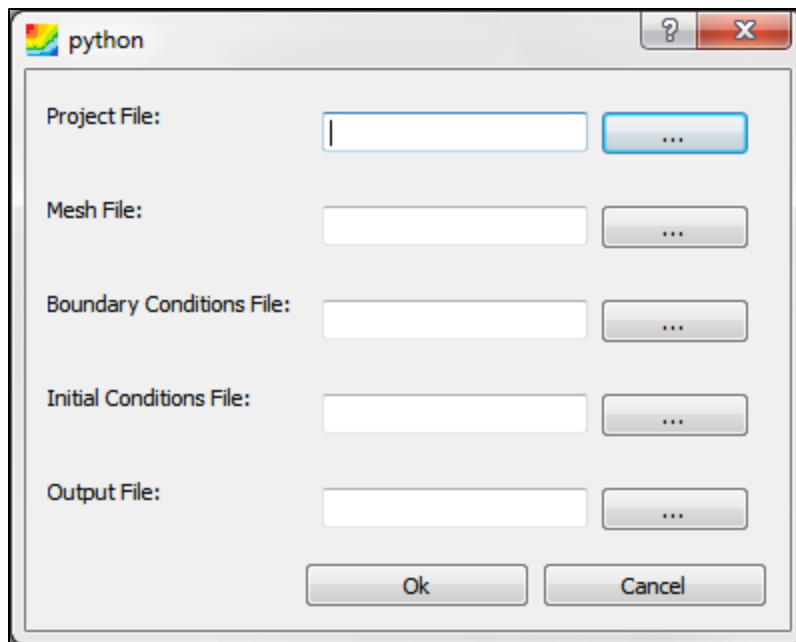 python
Project File:
...
Mesh File:
...
Boundary Conditions File:
...
Initial Conditions File:
...
Output File:
...
Ok Cancel